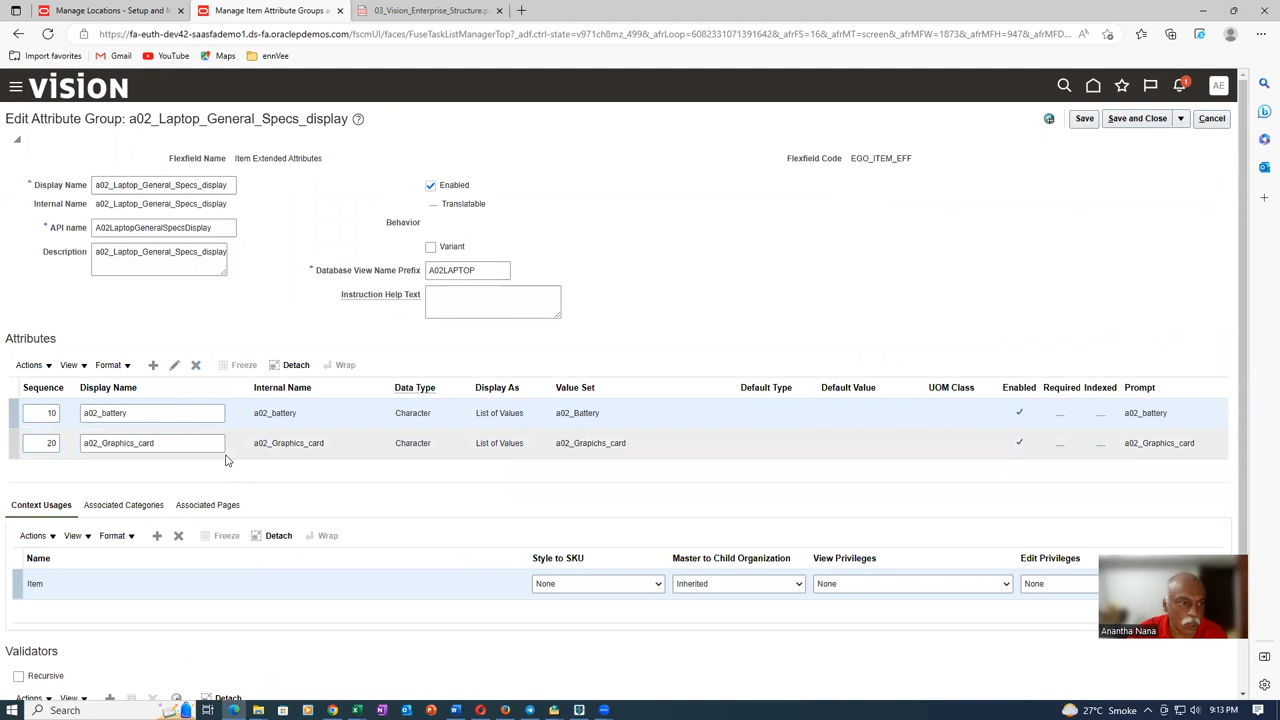 Manage Locations - Setup and M
Manage Item Attribute Groups a
03_Vision_Enterprise_Structure.p
https://fa-euth-dev42-saasfademo1.ds-fa.oraclepdemos.com/fscmUI/faces/FuseTaskListManagerTop?_adf.ctrl-state=v971ch8mz_499&_afrLoop=60823310713916​42&_afrFS=16&_afrMT=screen&_afrMFW=1873&_afrMFH=947&_afrMFD
Import favorites
Gmail
YouTube
Maps
ennVee
VISION
1
AE
Edit Attribute Group: a02_Laptop_General_Specs_display
Save
Save and Close
Cancel
Flexfield Name Item Extended Attributes
Flexfield Code EGO_ITEM_EFF
* Display Name a02_Laptop_General_Specs_display
Enabled
Internal Name a02_Laptop_General_Specs_display
Translatable
* API name A02LaptopGeneralSpecsDisplay
Behavior
Description a02_Laptop_General_Specs_display
Variant
* Database View Name Prefix A02LAPTOP
Instruction Help Text
Attributes
Actions View Format Freeze Detach Wrap
Sequence Display Name Internal Name Data Type Display As Value Set Default Type Default Value UOM Class Enabled Required Indexed Prompt
10 a02_battery a02_battery Character List of Values a02_Battery a02_battery
20 a02_Graphics_card a02_Graphics_card Character List of Values a02_Grapichs_card a02_Graphics_card
Context Usages Associated Categories Associated Pages
Actions View Format Freeze Detach Wrap
Name Style to SKU Master to Child Organization View Privileges Edit Privileges
Item None Inherited None None
Anantha Nana
Validators
Recursive
Actions View Detach
Search
27°C Smoke
9:13 PM